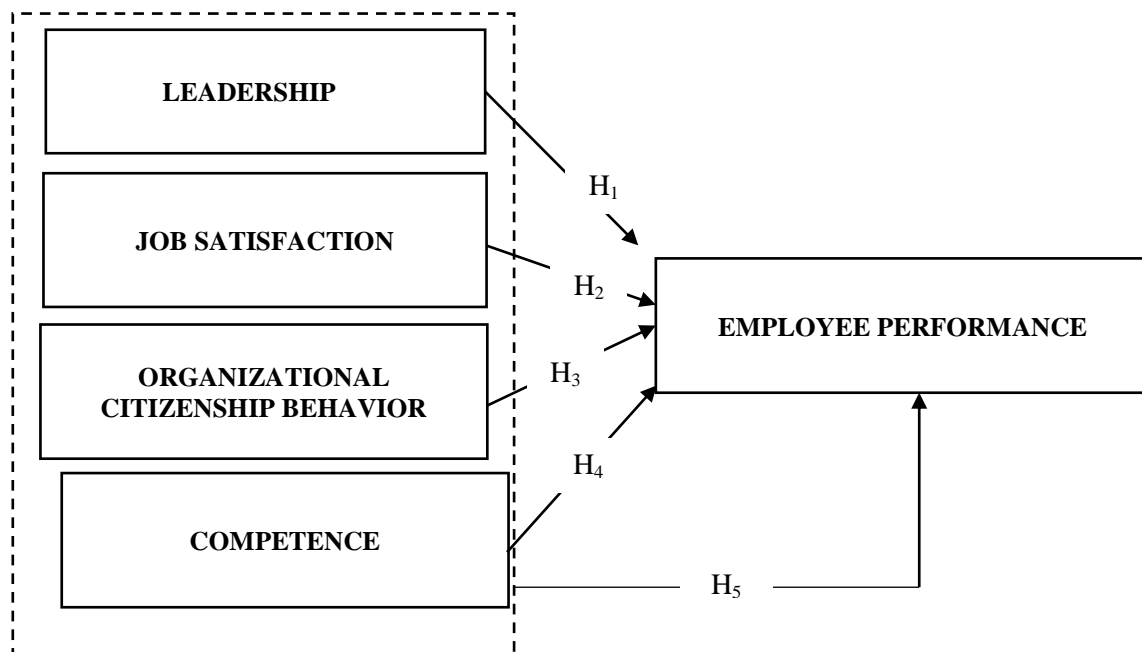 LEADERSHIP
H₁
JOB SATISFACTION
H₂
EMPLOYEE PERFORMANCE
ORGANIZATIONAL
CITIZENSHIP BEHAVIOR
H₃
H₄
COMPETENCE
H₅